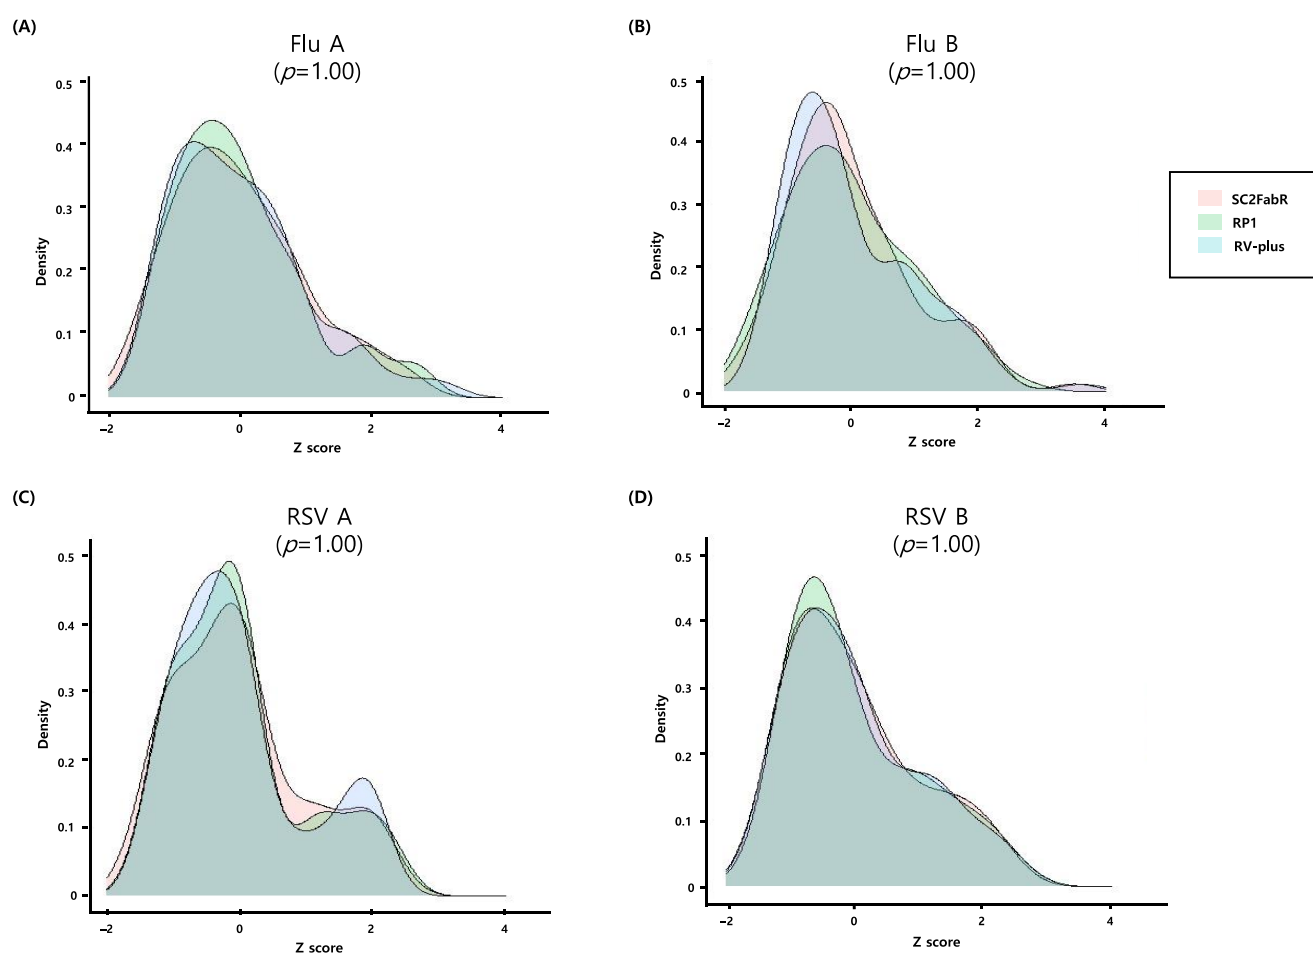 (A)
Flu A
(p=1.00)
0.5
0.4
0.3
0.2
0.1
0
Density
−2
0
2
4
Z score
(B)
Flu B
(p=1.00)
0.5
0.4
0.3
0.2
0.1
0
Density
−2
0
2
4
Z score
SC2FabR
RP1
RV-plus
(C)
RSV A
(p=1.00)
0.5
0.4
0.3
0.2
0.1
0
Density
−2
0
2
4
Z score
(D)
RSV B
(p=1.00)
0.5
0.4
0.3
0.2
0.1
0
Density
−2
0
2
4
Z score